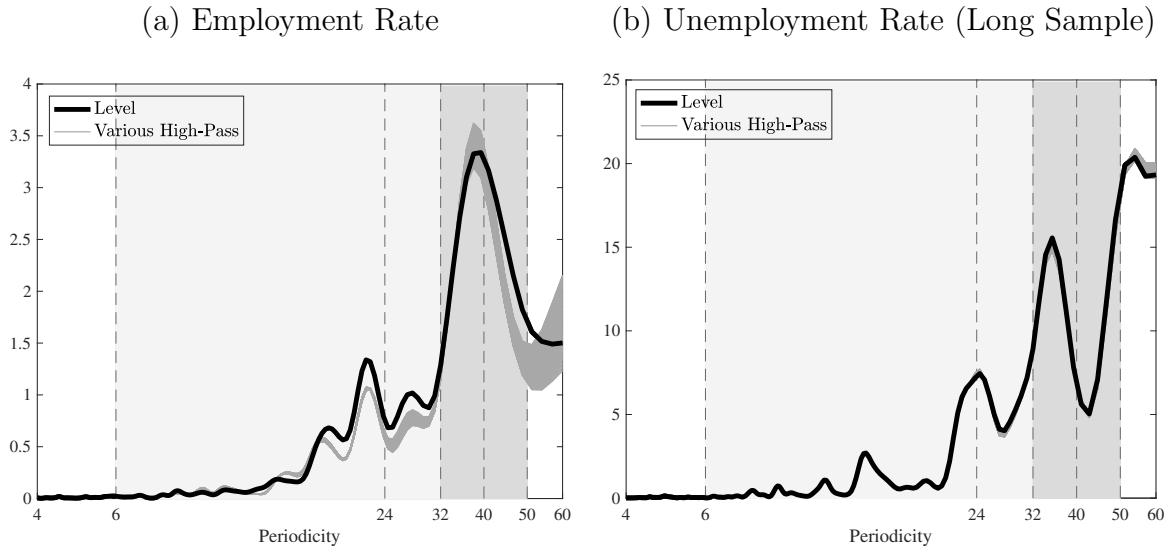 (a) Employment Rate
4
3.5
3
2.5
2
1.5
1
0.5
0
Level
Various High-Pass
4 6 24 32 40 50 60
Periodicity
(b) Unemployment Rate (Long Sample)
25
20
15
10
5
0
Level
Various High-Pass
4 6 24 32 40 50 60
Periodicity